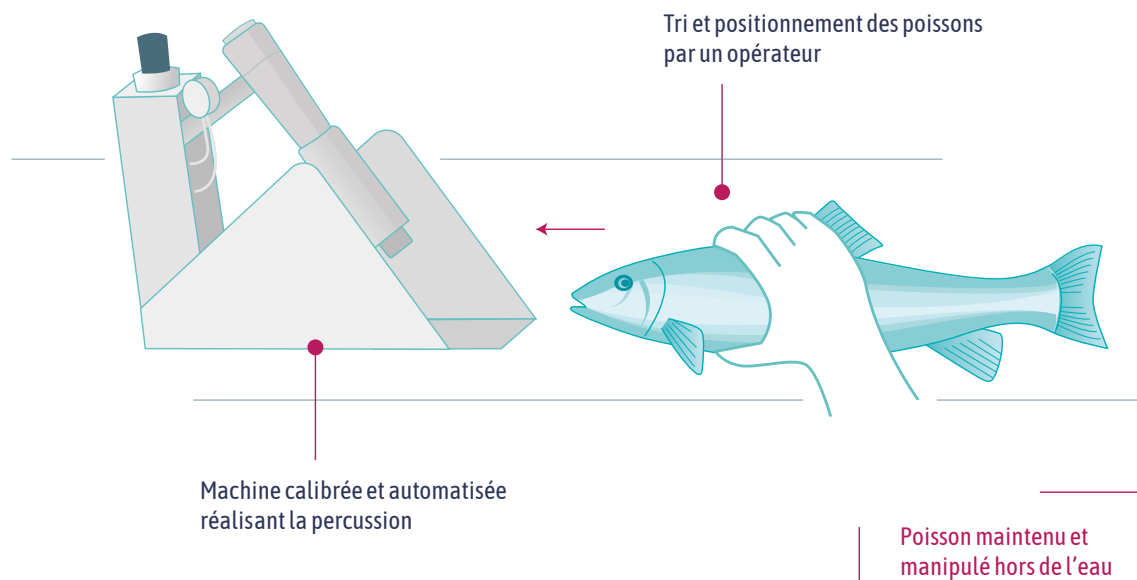 Tri et positionnement des poissons
par un opérateur
Machine calibrée et automatisée
réalisant la percussion
Poisson maintenu et
manipulé hors de l’eau